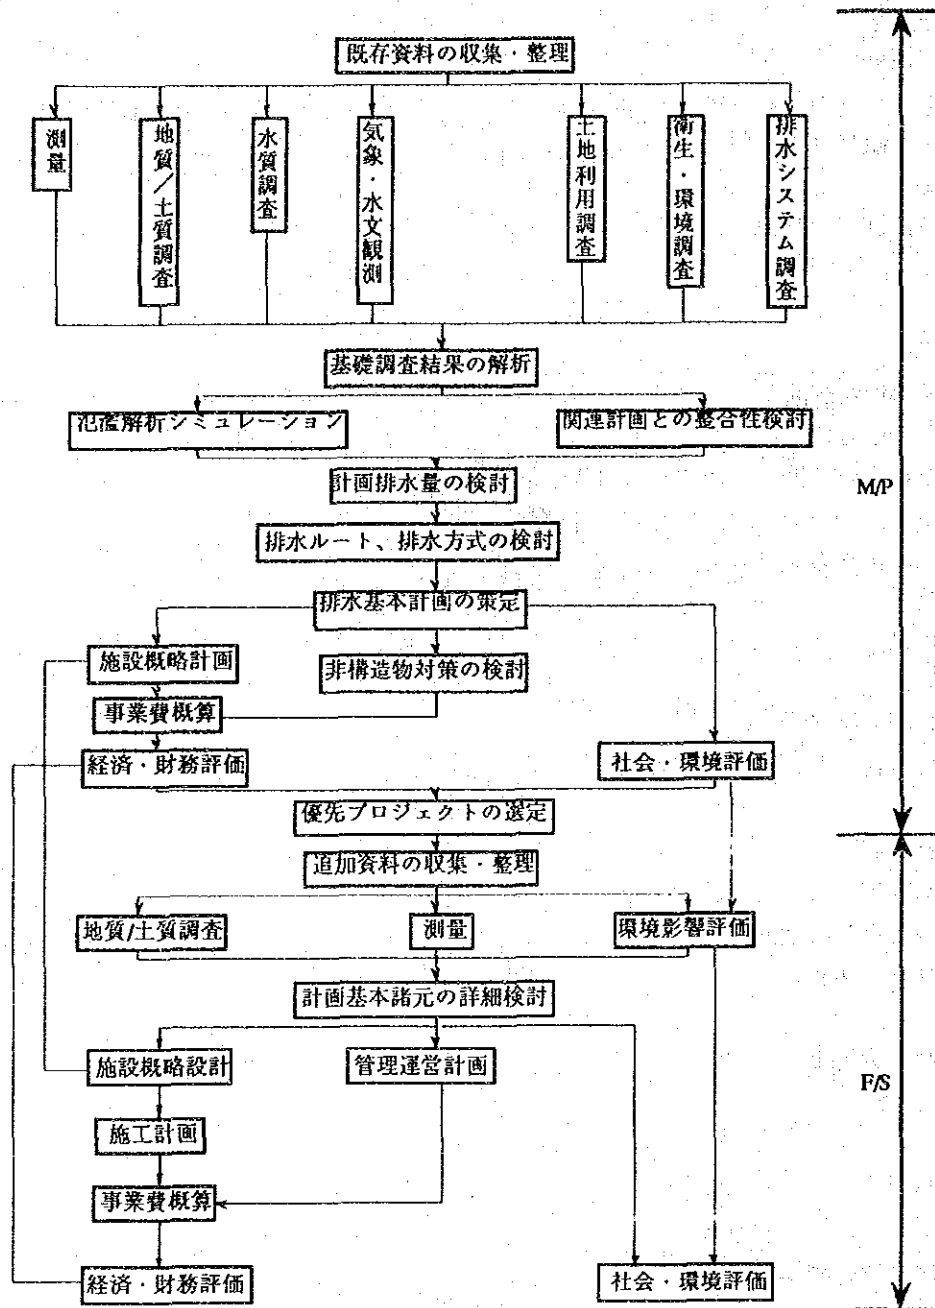 既存資料の収集・整理
測量
地質/土質調査
水質調査
気象・水文観測
土地利用調査
衛生・環境調査
排水システム調査
基礎調査結果の解析
氾濫解析シミュレーション
関連計画との整合性検討
計画排水量の検討
M/P
排水ルート、排水方式の検討
排水基本計画の策定
施設概略計画
非構造物対策の検討
事業費概算
経済・財務評価
社会・環境評価
優先プロジェクトの選定
追加資料の収集・整理
地質/土質調査
測量
環境影響評価
計画基本諸元の詳細検討
施設概略設計
管理運営計画
F/S
施工計画
事業費概算
経済・財務評価
社会・環境評価